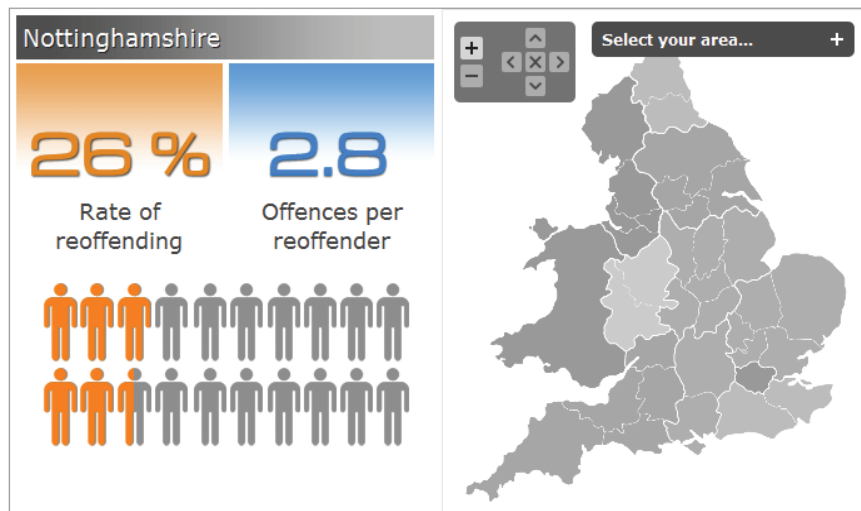 Nottinghamshire
26 %
2.8
Rate of
reoffending
Offences per
reoffender
Select your area...